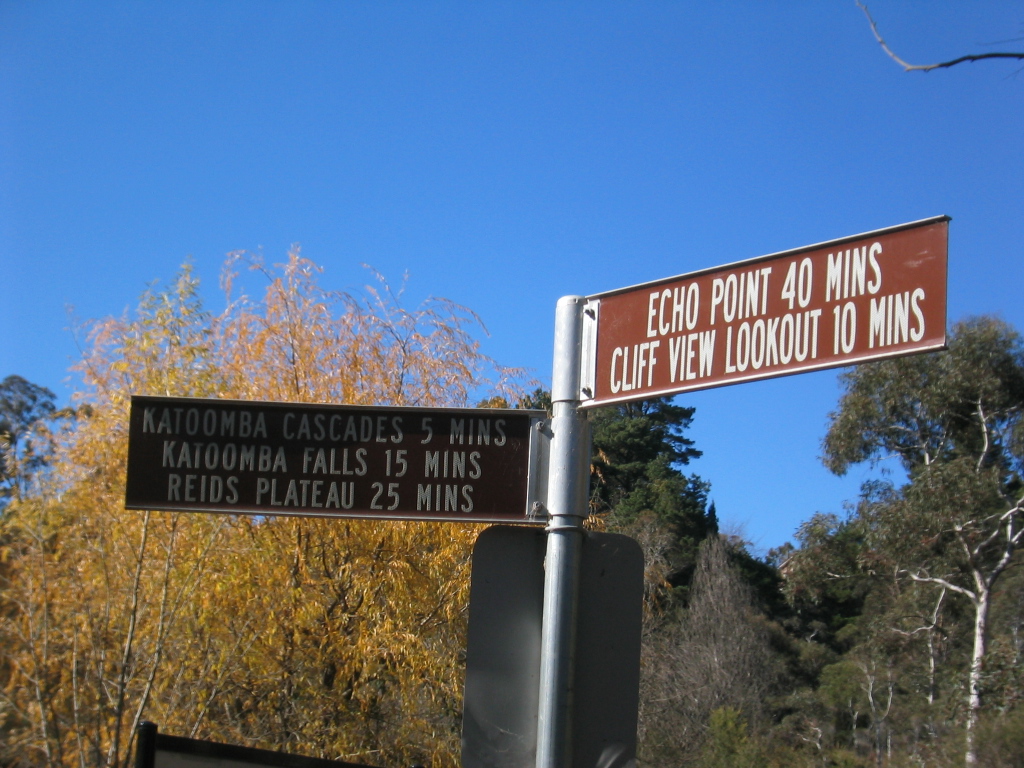 ECHO POINT 40 MINS
CLIFF VIEW LOOKOUT 10 MINS
KATOOMBA CASCADES 5 MINS
KATOOMBA FALLS 15 MINS
REIDS PLATEAU 25 MINS